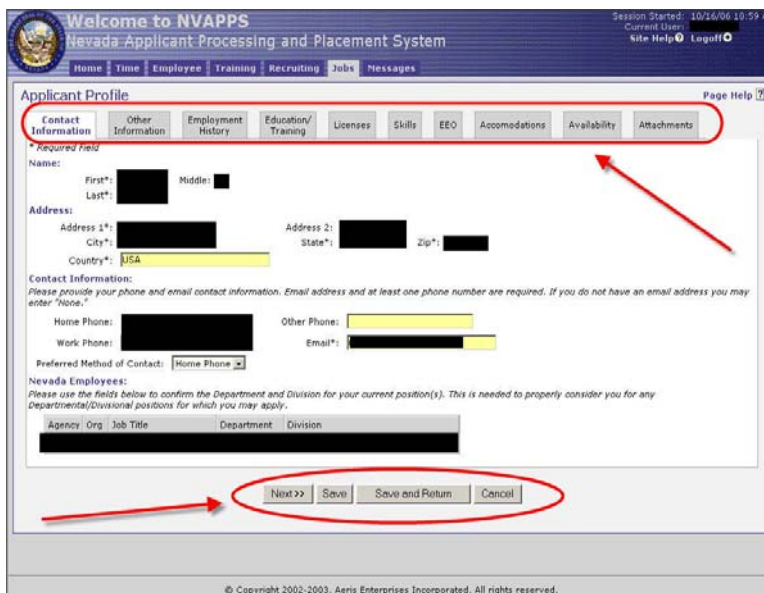 Welcome to NVAPPS
Nevada Applicant Processing and Placement System
Session Started: 10/16/06 10:59
Current User:
Site Help Logoff
Home Time Employee Training Recruiting Jobs Messages
Applicant Profile
Page Help ?
Contact Information Other Information Employment History Education/ Training Licenses Skills EEO Accomodations Availability Attachments
* Required Field
Name:
First*: Middle:
Last*:
Address:
Address 1*: Address 2:
City*: State*: Zip*:
Country*: USA
Contact Information:
Please provide your phone and email contact information. Email address and at least one phone number are required. If you do not have an email address you may
enter "None."
Home Phone: Other Phone:
Work Phone: Email*:
Preferred Method of Contact: Home Phone
Nevada Employees:
Please use the fields below to confirm the Department and Division for your current position(s). This is needed to properly consider you for any
Departmental/Divisional positions for which you may apply.
Agency Org Job Title Department Division
Next >> Save Save and Return Cancel
© Copyright 2002-2003, Aeris Enterprises Incorporated. All rights reserved.